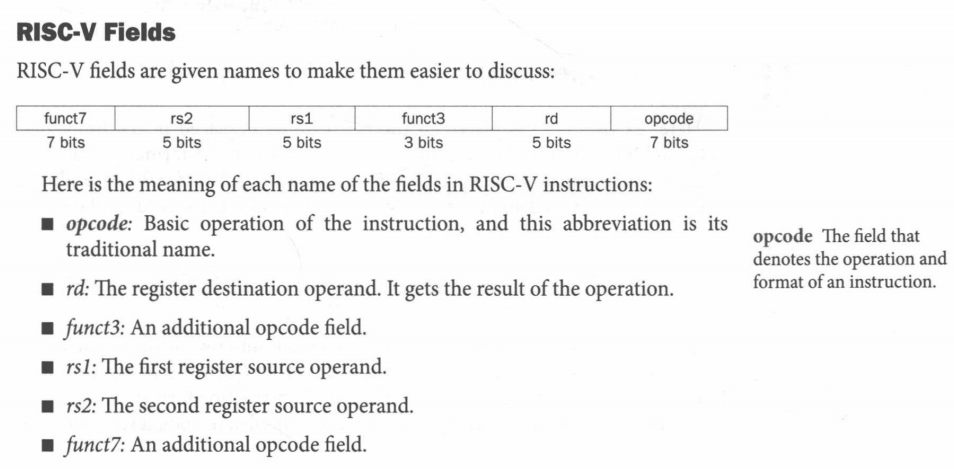 RISC-V Fields
RISC-V fields are given names to make them easier to discuss:
funct7 rs2 rs1 funct3 rd opcode
7 bits 5 bits 5 bits 3 bits 5 bits 7 bits
Here is the meaning of each name of the fields in RISC-V instructions:
■ opcode: Basic operation of the instruction, and this abbreviation is its
traditional name.
■ rd: The register destination operand. It gets the result of the operation.
■ funct3: An additional opcode field.
■ rs1: The first register source operand.
■ rs2: The second register source operand.
■ funct7: An additional opcode field.
opcode The field that
denotes the operation and
format of an instruction.